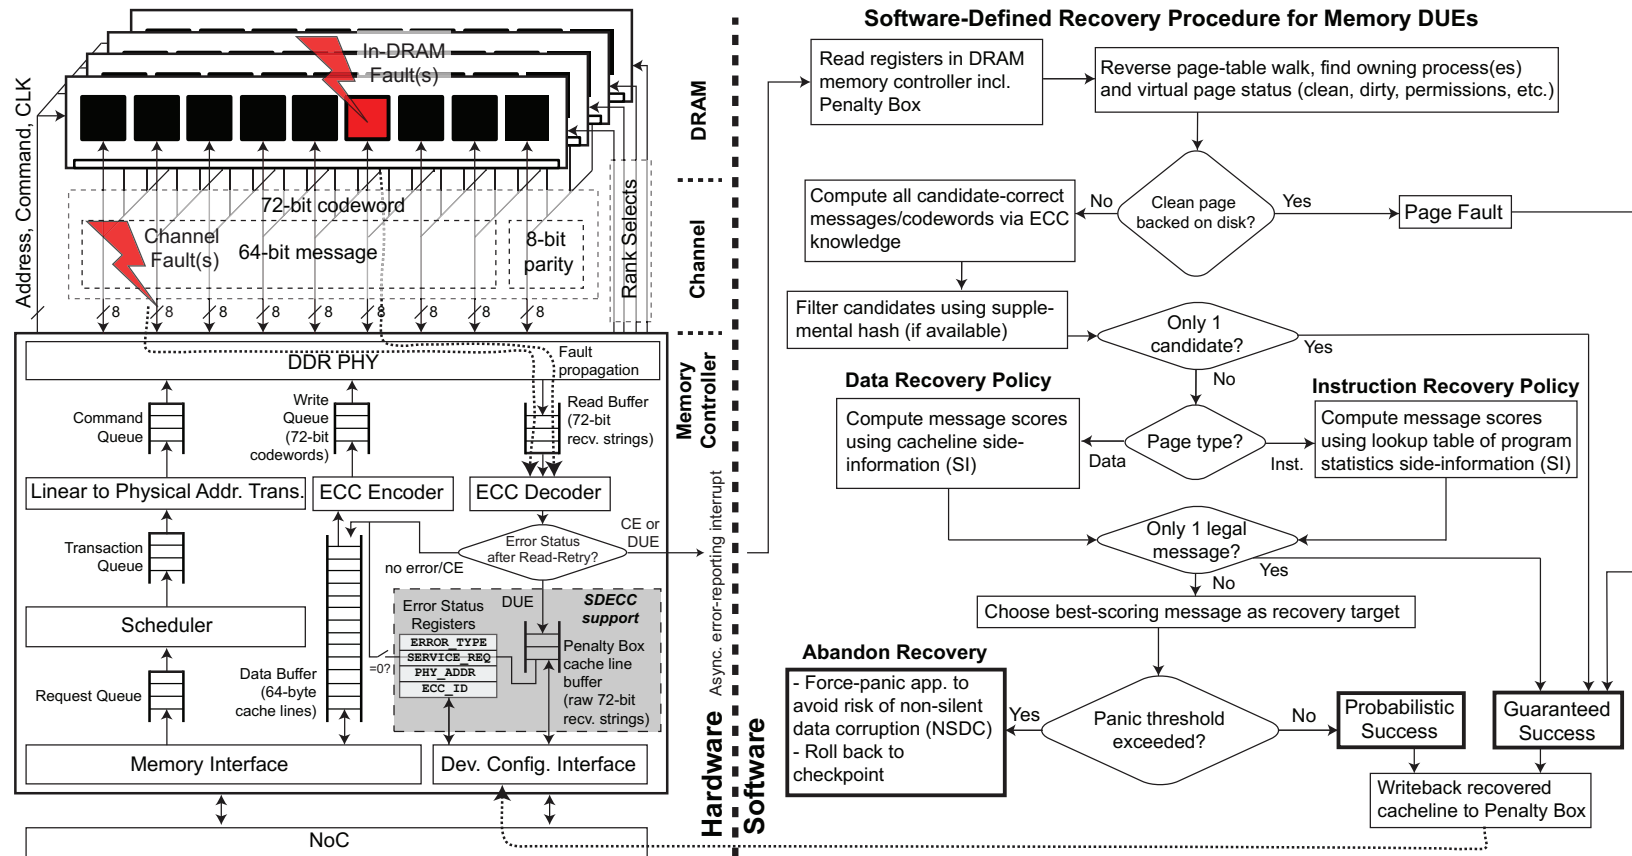 Software-Defined Recovery Procedure for Memory DUEs
In-DRAM
Fault(s)
Address, Command, CLK
72-bit codeword
Channel
Fault(s)
64-bit message
8-bit
parity
Rank Selects
8
8
8
8
8
8
8
8
DRAM
Channel
Memory
Controller
DDR PHY
Fault
propagation
Command
Queue
Write
Queue
(72-bit
codewords)
Read Buffer
(72-bit
recv. strings)
Linear to Physical Addr. Trans.
ECC Encoder
ECC Decoder
Transaction
Queue
Error Status
after Read-Retry?
CE or
DUE
no error/CE
Scheduler
DUE
SDECC
support
Error Status
Registers
ERROR_TYPE
SERVICE_REQ
PHY_ADDR
ECC_ID
=0?
Penalty Box
cache line
buffer
(raw 72-bit
recv. strings)
Request Queue
Data Buffer
(64-byte
cache lines)
Memory Interface
Dev. Config. Interface
NoC
Async. error-reporting interrupt
Hardware
Software
Read registers in DRAM
memory controller incl.
Penalty Box
Reverse page-table walk, find owning process(es)
and virtual page status (clean, dirty, permissions, etc.)
Clean page
backed on disk?
No
Yes
Page Fault
Compute all candidate-correct
messages/codewords via ECC
knowledge
Filter candidates using supple-
mental hash (if available)
Only 1
candidate?
Yes
No
Data Recovery Policy
Compute message scores
using cacheline side-
information (SI)
Page type?
Data
Inst.
Instruction Recovery Policy
Compute message scores
using lookup table of program
statistics side-information (SI)
Only 1 legal
message?
Yes
No
Choose best-scoring message as recovery target
Abandon Recovery
- Force-panic app. to
avoid risk of non-silent
data corruption (NSDC)
- Roll back to
checkpoint
Yes
Panic threshold
exceeded?
No
Probabilistic
Success
Guaranteed
Success
Writeback recovered
cacheline to Penalty Box